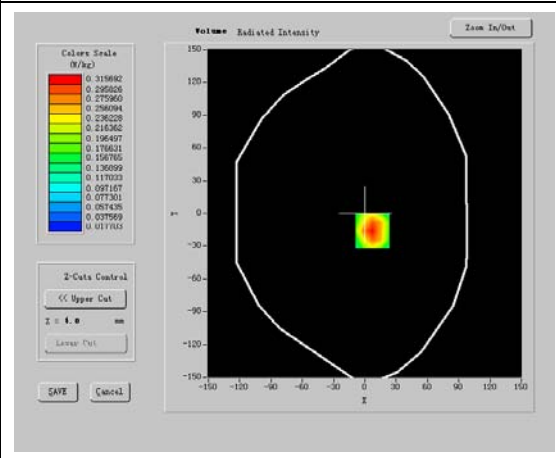 Volume Radiated Intensity
Zoom In/Out
Colors Scale
(W/kg)
0.315692
0.295826
0.275960
0.256094
0.236228
0.216362
0.196497
0.176631
0.156765
0.136899
0.117033
0.097167
0.077301
0.057435
0.037569
0.017703
Z-Cuts Control
<< Upper Cut
Z = 4.0 mm
Lower Cut
SAVE
Cancel
150
120
90
60
30
0
-30
-60
-90
-120
-150
Y
-150 -120 -90 -60 -30 0 30 60 90 120 150
X